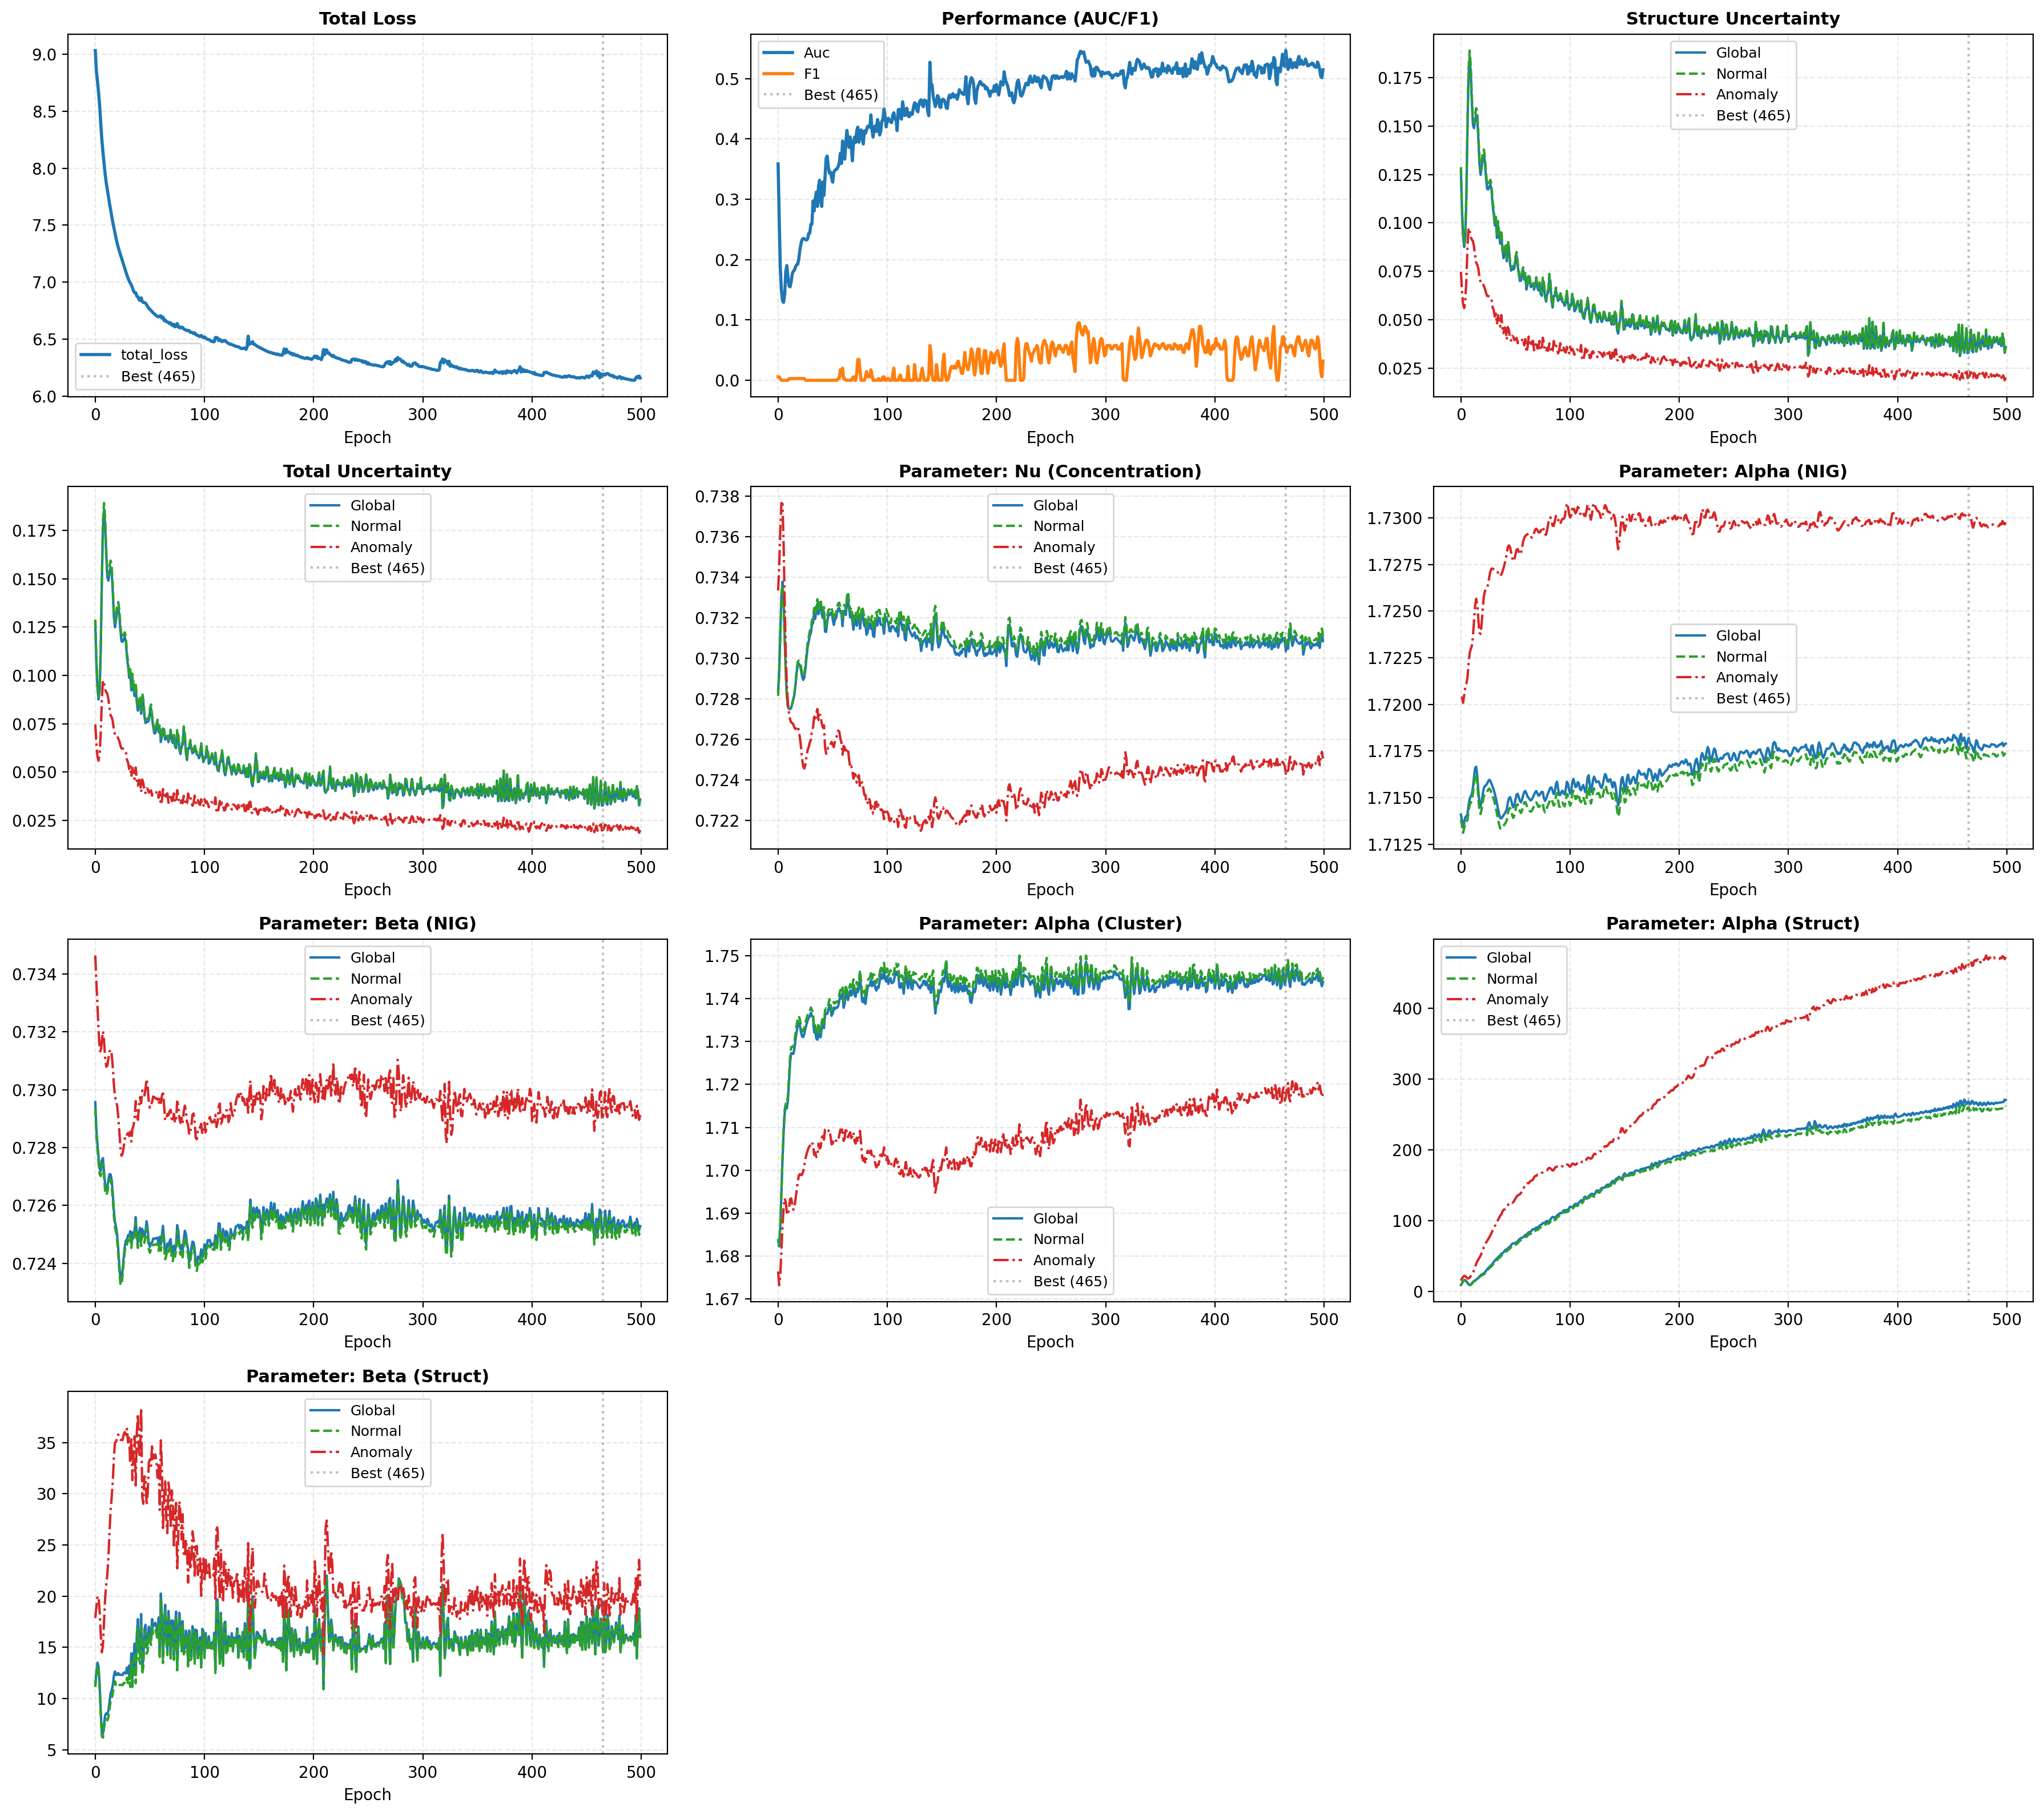 Total Loss
9.0
8.5
8.0
7.5
7.0
6.5
6.0
total_loss
Best (465)
0 100 200 300 400 500
Epoch
Performance (AUC/F1)
0.5
0.4
0.3
0.2
0.1
0.0
Auc
F1
Best (465)
0 100 200 300 400 500
Epoch
Structure Uncertainty
0.175
0.150
0.125
0.100
0.075
0.050
0.025
Global
Normal
Anomaly
Best (465)
0 100 200 300 400 500
Epoch
Total Uncertainty
0.175
0.150
0.125
0.100
0.075
0.050
0.025
Global
Normal
Anomaly
Best (465)
0 100 200 300 400 500
Epoch
Parameter: Nu (Concentration)
0.738
0.736
0.734
0.732
0.730
0.728
0.726
0.724
0.722
Global
Normal
Anomaly
Best (465)
0 100 200 300 400 500
Epoch
Parameter: Alpha (NIG)
1.7300
1.7275
1.7250
1.7225
1.7200
1.7175
1.7150
1.7125
Global
Normal
Anomaly
Best (465)
0 100 200 300 400 500
Epoch
Parameter: Beta (NIG)
0.734
0.732
0.730
0.728
0.726
0.724
Global
Normal
Anomaly
Best (465)
0 100 200 300 400 500
Epoch
Parameter: Alpha (Cluster)
1.75
1.74
1.73
1.72
1.71
1.70
1.69
1.68
1.67
Global
Normal
Anomaly
Best (465)
0 100 200 300 400 500
Epoch
Parameter: Alpha (Struct)
400
300
200
100
0
Global
Normal
Anomaly
Best (465)
0 100 200 300 400 500
Epoch
Parameter: Beta (Struct)
35
30
25
20
15
10
5
Global
Normal
Anomaly
Best (465)
0 100 200 300 400 500
Epoch